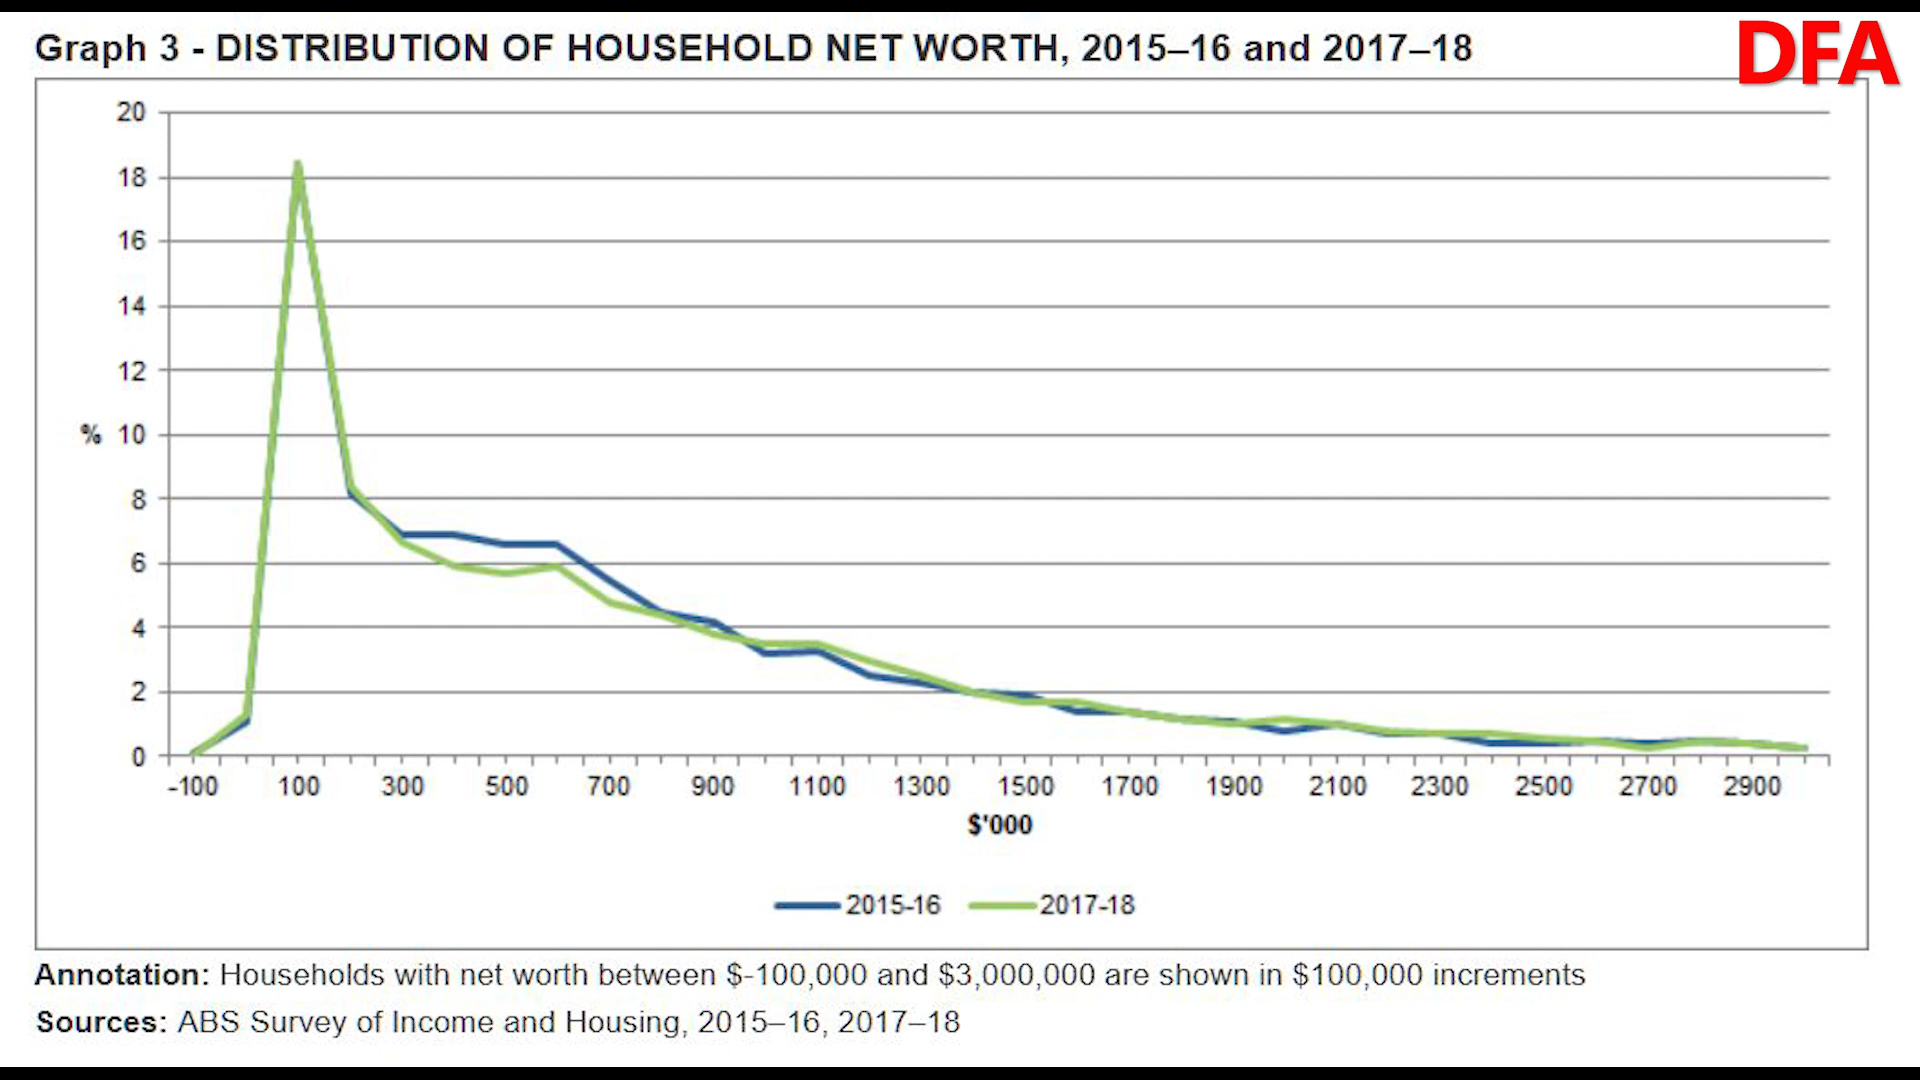 Graph 3 - DISTRIBUTION OF HOUSEHOLD NET WORTH, 2015–16 and 2017–18
DFA
20
18
16
14
12
% 10
8
6
4
2
0
-100 100 300 500 700 900 1100 1300 1500 1700 1900 2100 2300 2500 2700 2900
$'000
2015-16 2017-18
Annotation: Households with net worth between $-100,000 and $3,000,000 are shown in $100,000 increments
Sources: ABS Survey of Income and Housing, 2015–16, 2017–18